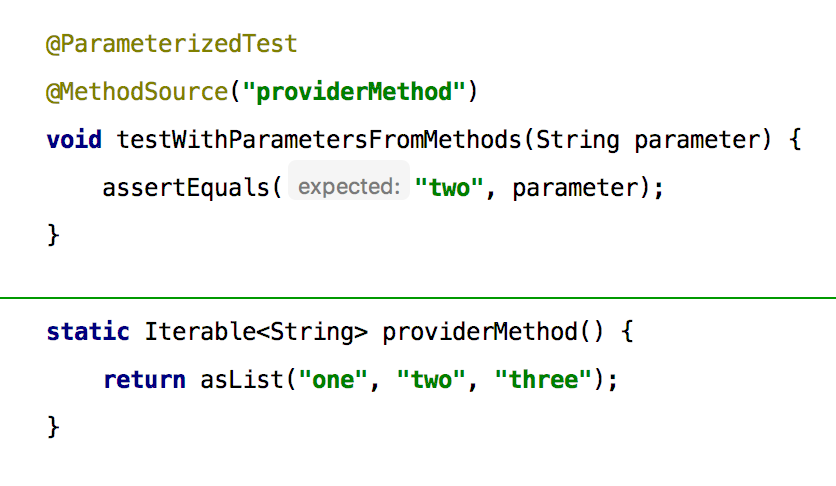 @ParameterizedTest
@MethodSource("providerMethod")
void testWithParametersFromMethods(String parameter) {
    assertEquals( expected: "two", parameter);
}
static Iterable<String> providerMethod() {
    return asList("one", "two", "three");
}